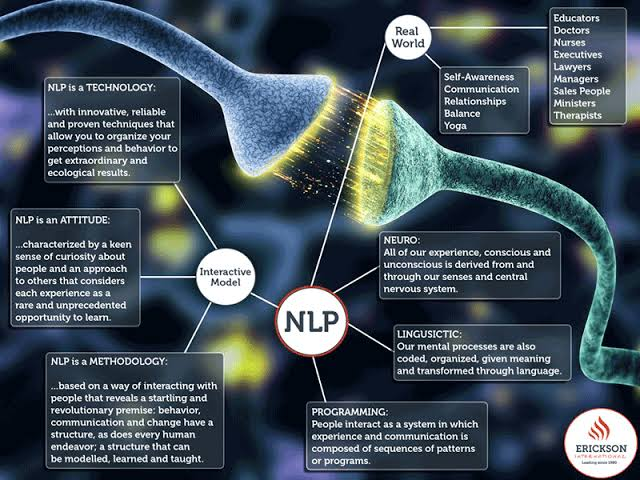 Real
World
Educators
Doctors
Nurses
Executives
Lawyers
Managers
Sales People
Ministers
Therapists
Self-Awareness
Communication
Relationships
Balance
Yoga
NLP is a TECHNOLOGY:
...with innovative, reliable
and proven techniques that
allow you to organize your
perceptions and behavior to
get extraordinary and
ecological results.
NLP is an ATTITUDE:
...characterized by a keen
sense of curiosity about
people and an approach
to others that considers
each experience as a
rare and unprecedented
opportunity to learn.
Interactive
Model
NLP is a METHODOLOGY:
...based on a way of interacting with
people that reveals a startling and
revolutionary premise: behavior,
communication and change have a
structure, as does every human
endeavor; a structure that can
be modelled, learned and taught.
NLP
NEURO:
All of our experience, conscious and
unconscious is derived from and
through our senses and central
nervous system.
LINGUSICTIC:
Our mental processes are also
coded, organized, given meaning
and transformed through language.
PROGRAMMING:
People interact as a system in which
experience and communication is
composed of sequences of patterns
or programs.
ERICKSON
INTERNATIONAL
Leading since 1980